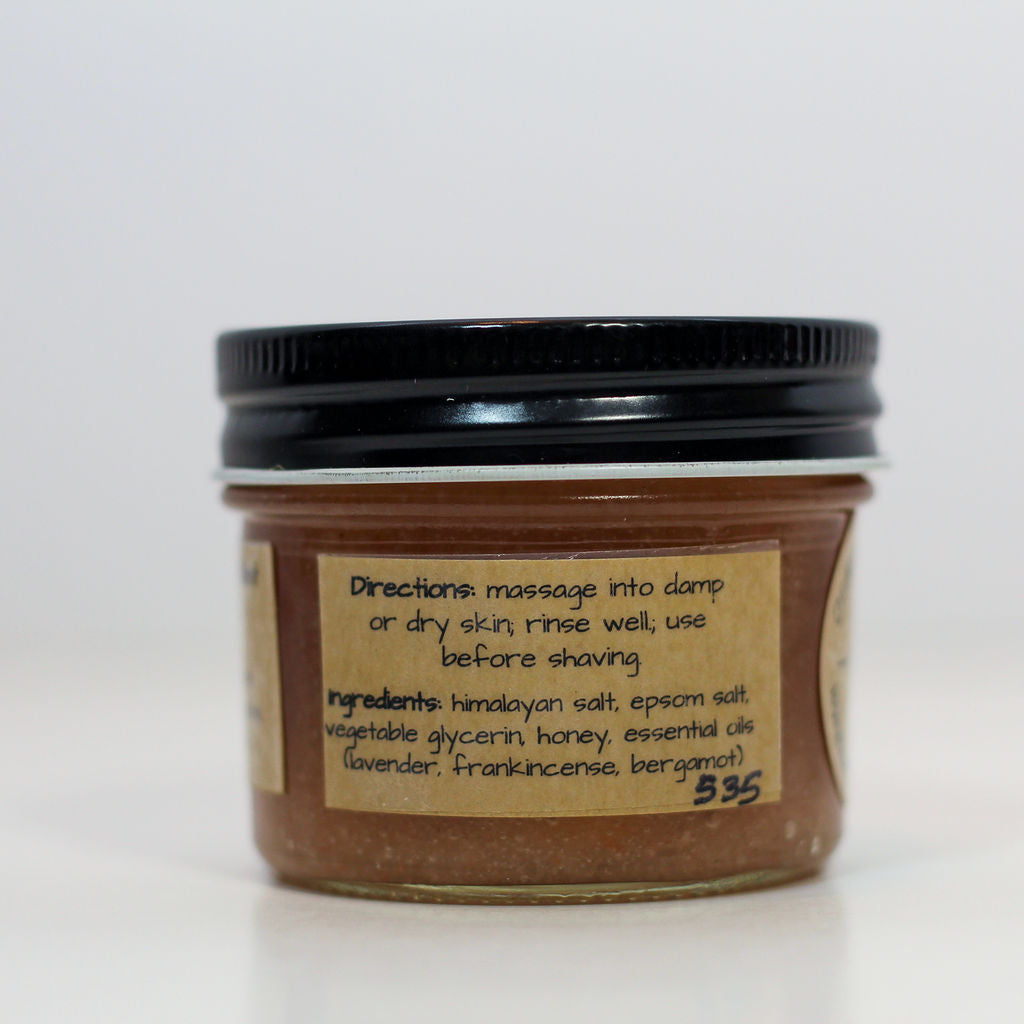 Directions: massage into damp
or dry skin; rinse well.; use
before shaving.
ingredients: himalayan salt, epsom salt,
vegetable glycerin, honey, essential oils
(lavender, frankincense, bergamot)
535